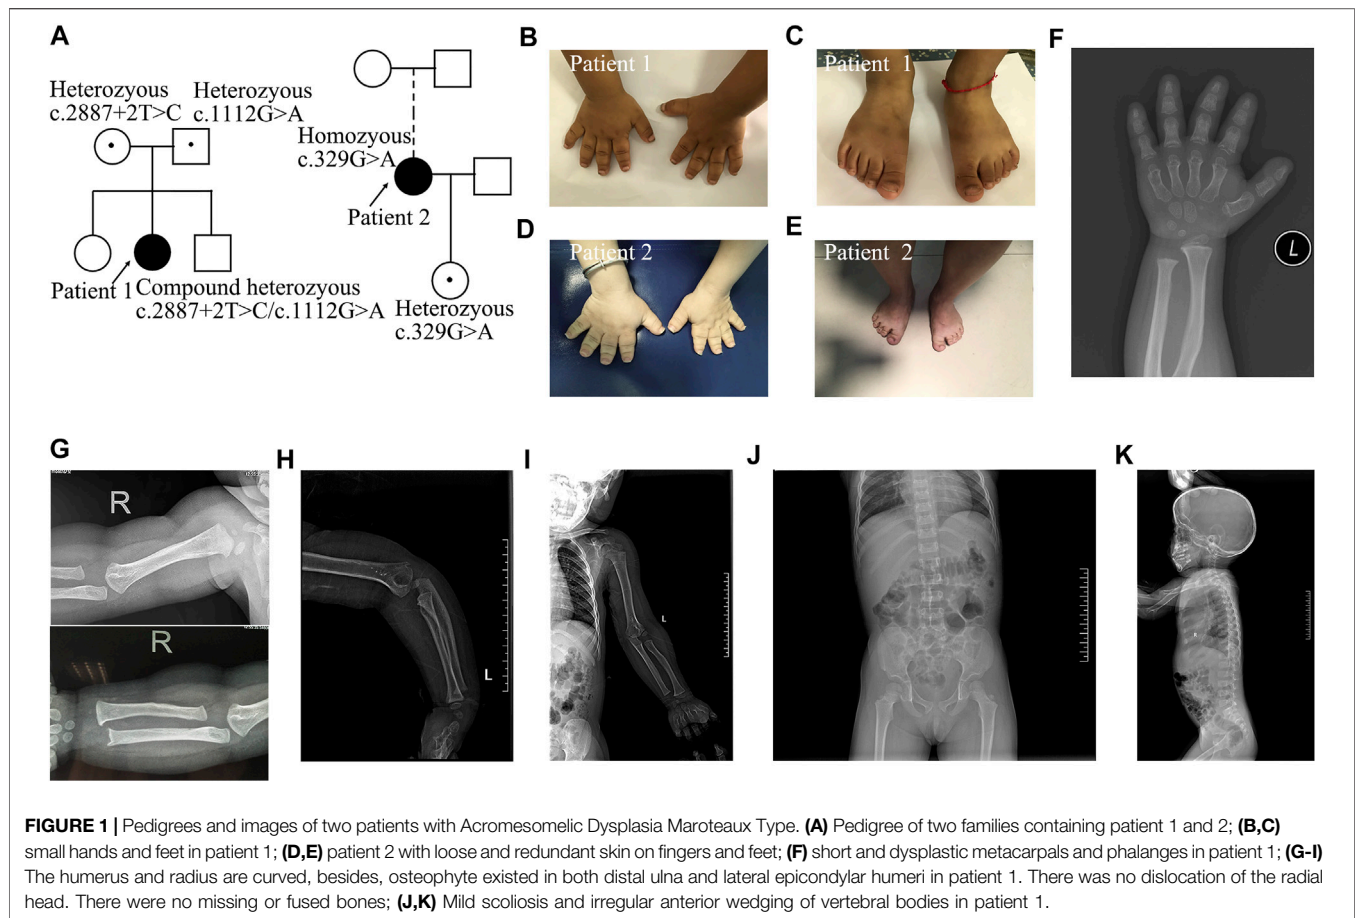 A
Heterozyous
c.2887+2T>C
Heterozyous
c.1112G>A
Homozyous
c.329G>A
Patient 2
Patient 1
Compound heterozyous
c.2887+2T>C/c.1112G>A
Heterozyous
c.329G>A
B
Patient 1
C
Patient 1
D
Patient 2
E
Patient 2
F
L
G
R
R
H
L
I
L
J
K
FIGURE 1 | Pedigrees and images of two patients with Acromesomelic Dysplasia Maroteaux Type. (A) Pedigree of two families containing patient 1 and 2; (B,C)
small hands and feet in patient 1; (D,E) patient 2 with loose and redundant skin on fingers and feet; (F) short and dysplastic metacarpals and phalanges in patient 1; (G-I)
The humerus and radius are curved, besides, osteophyte existed in both distal ulna and lateral epicondylar humeri in patient 1. There was no dislocation of the radial
head. There were no missing or fused bones; (J,K) Mild scoliosis and irregular anterior wedging of vertebral bodies in patient 1.